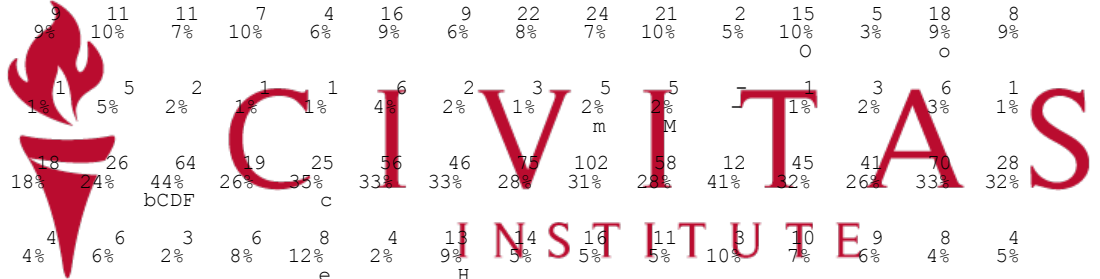 9 11 11 7 4 16 9 22 24 21 2 15 5 18 8
9% 10% 7% 10% 6% 9% 6% 8% 7% 10% 5% 10% 3% 9% 9%
O o
1 5 2 1 1 6 2 3 5 5 - 1 3 6 1
1% 5% 2% 1% 1% 4% 2% 1% 2% 2% - 1% 2% 3% 1%
m M
CIVITAS
18 26 64 19 25 56 46 75 102 58 12 45 41 70 28
18% 24% 44% 26% 35% 33% 33% 28% 31% 28% 41% 32% 26% 33% 32%
bCDF c
INSTITUTE
4 6 3 6 8 4 13 14 16 11 3 10 9 8 4
4% 6% 2% 8% 12% 2% 9% 5% 5% 5% 10% 7% 6% 4% 5%
e H